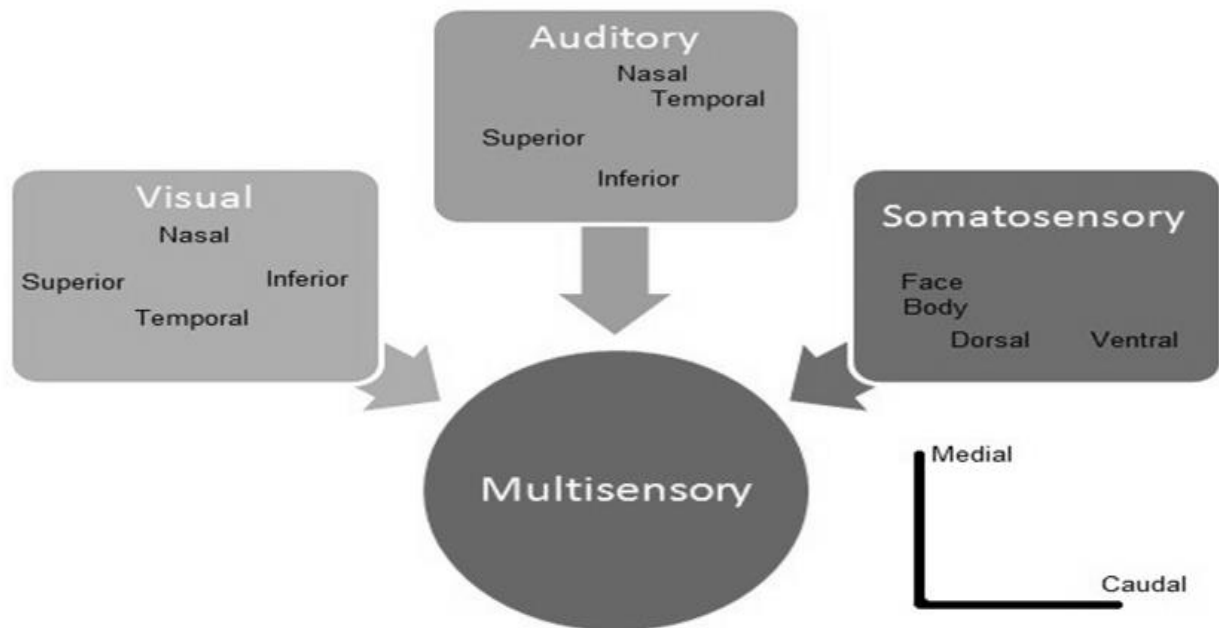 Auditory
Nasal
Temporal
Superior
Inferior
Visual
Nasal
Superior
Inferior
Temporal
Somatosensory
Face
Body
Dorsal Ventral
Multisensory
Medial
Caudal